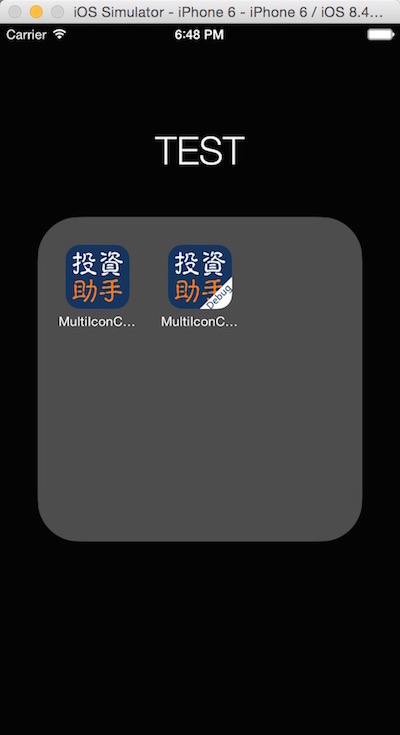 iOS Simulator - iPhone 6 - iPhone 6 / iOS 8.4...
Carrier 6:48 PM
TEST
投資
助手
投資
助手
Debug
MultiIconC... MultiIconC...